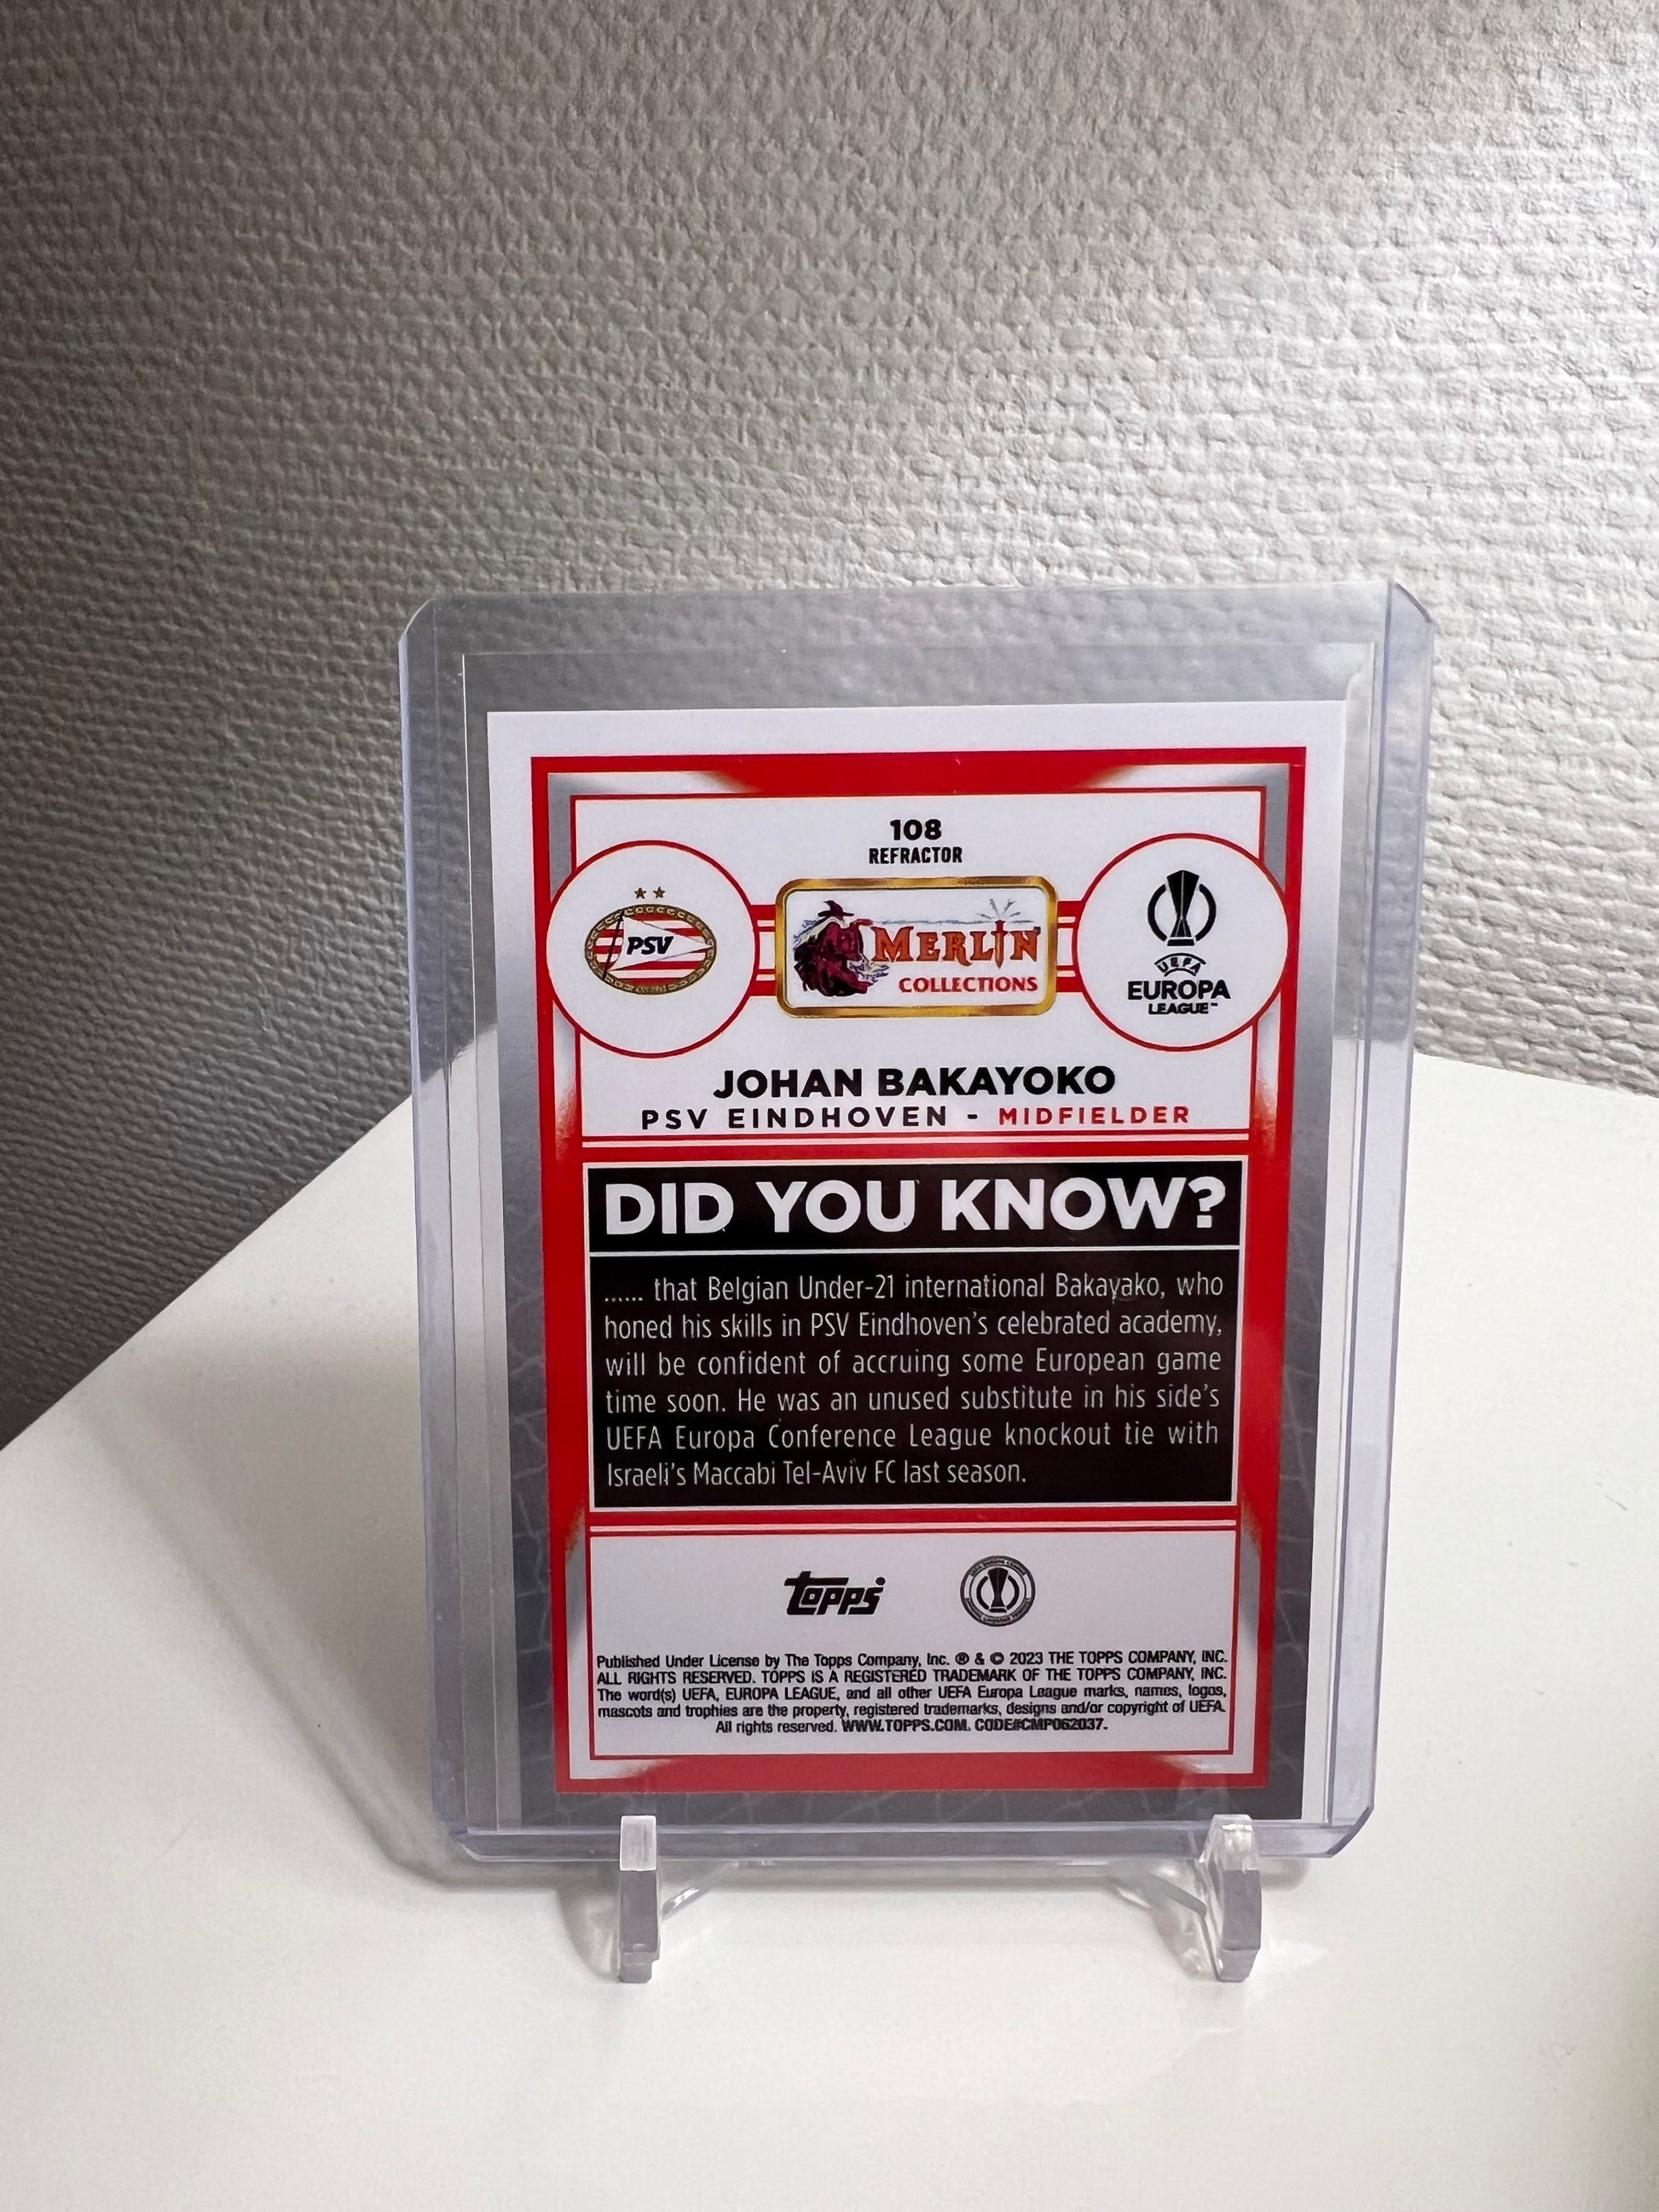 108
REFRACTOR
PSV
MERLIN
COLLECTIONS
UEFA
EUROPA
LEAGUE™
JOHAN BAKAYOKO
PSV EINDHOVEN - MIDFIELDER
DID YOU KNOW?
...... that Belgian Under-21 international Bakayako, who
honed his skills in PSV Eindhoven's celebrated academy,
will be confident of accruing some European game
time soon. He was an unused substitute in his side's
UEFA Europa Conference League knockout tie with
Israeli's Maccabi Tel-Aviv FC last season.
topps
Published Under License by The Topps Company, Inc. ® & © 2023 THE TOPPS COMPANY, INC.
ALL RIGHTS RESERVED. TOPPS IS A REGISTERED TRADEMARK OF THE TOPPS COMPANY, INC.
The word(s) UEFA, EUROPA LEAGUE, and all other UEFA Europa League marks, names, logos,
mascots and trophies are the property, registered trademarks, designs and/or copyright of UEFA.
All rights reserved. WWW.TOPPS.COM. CODE#CMP062037.